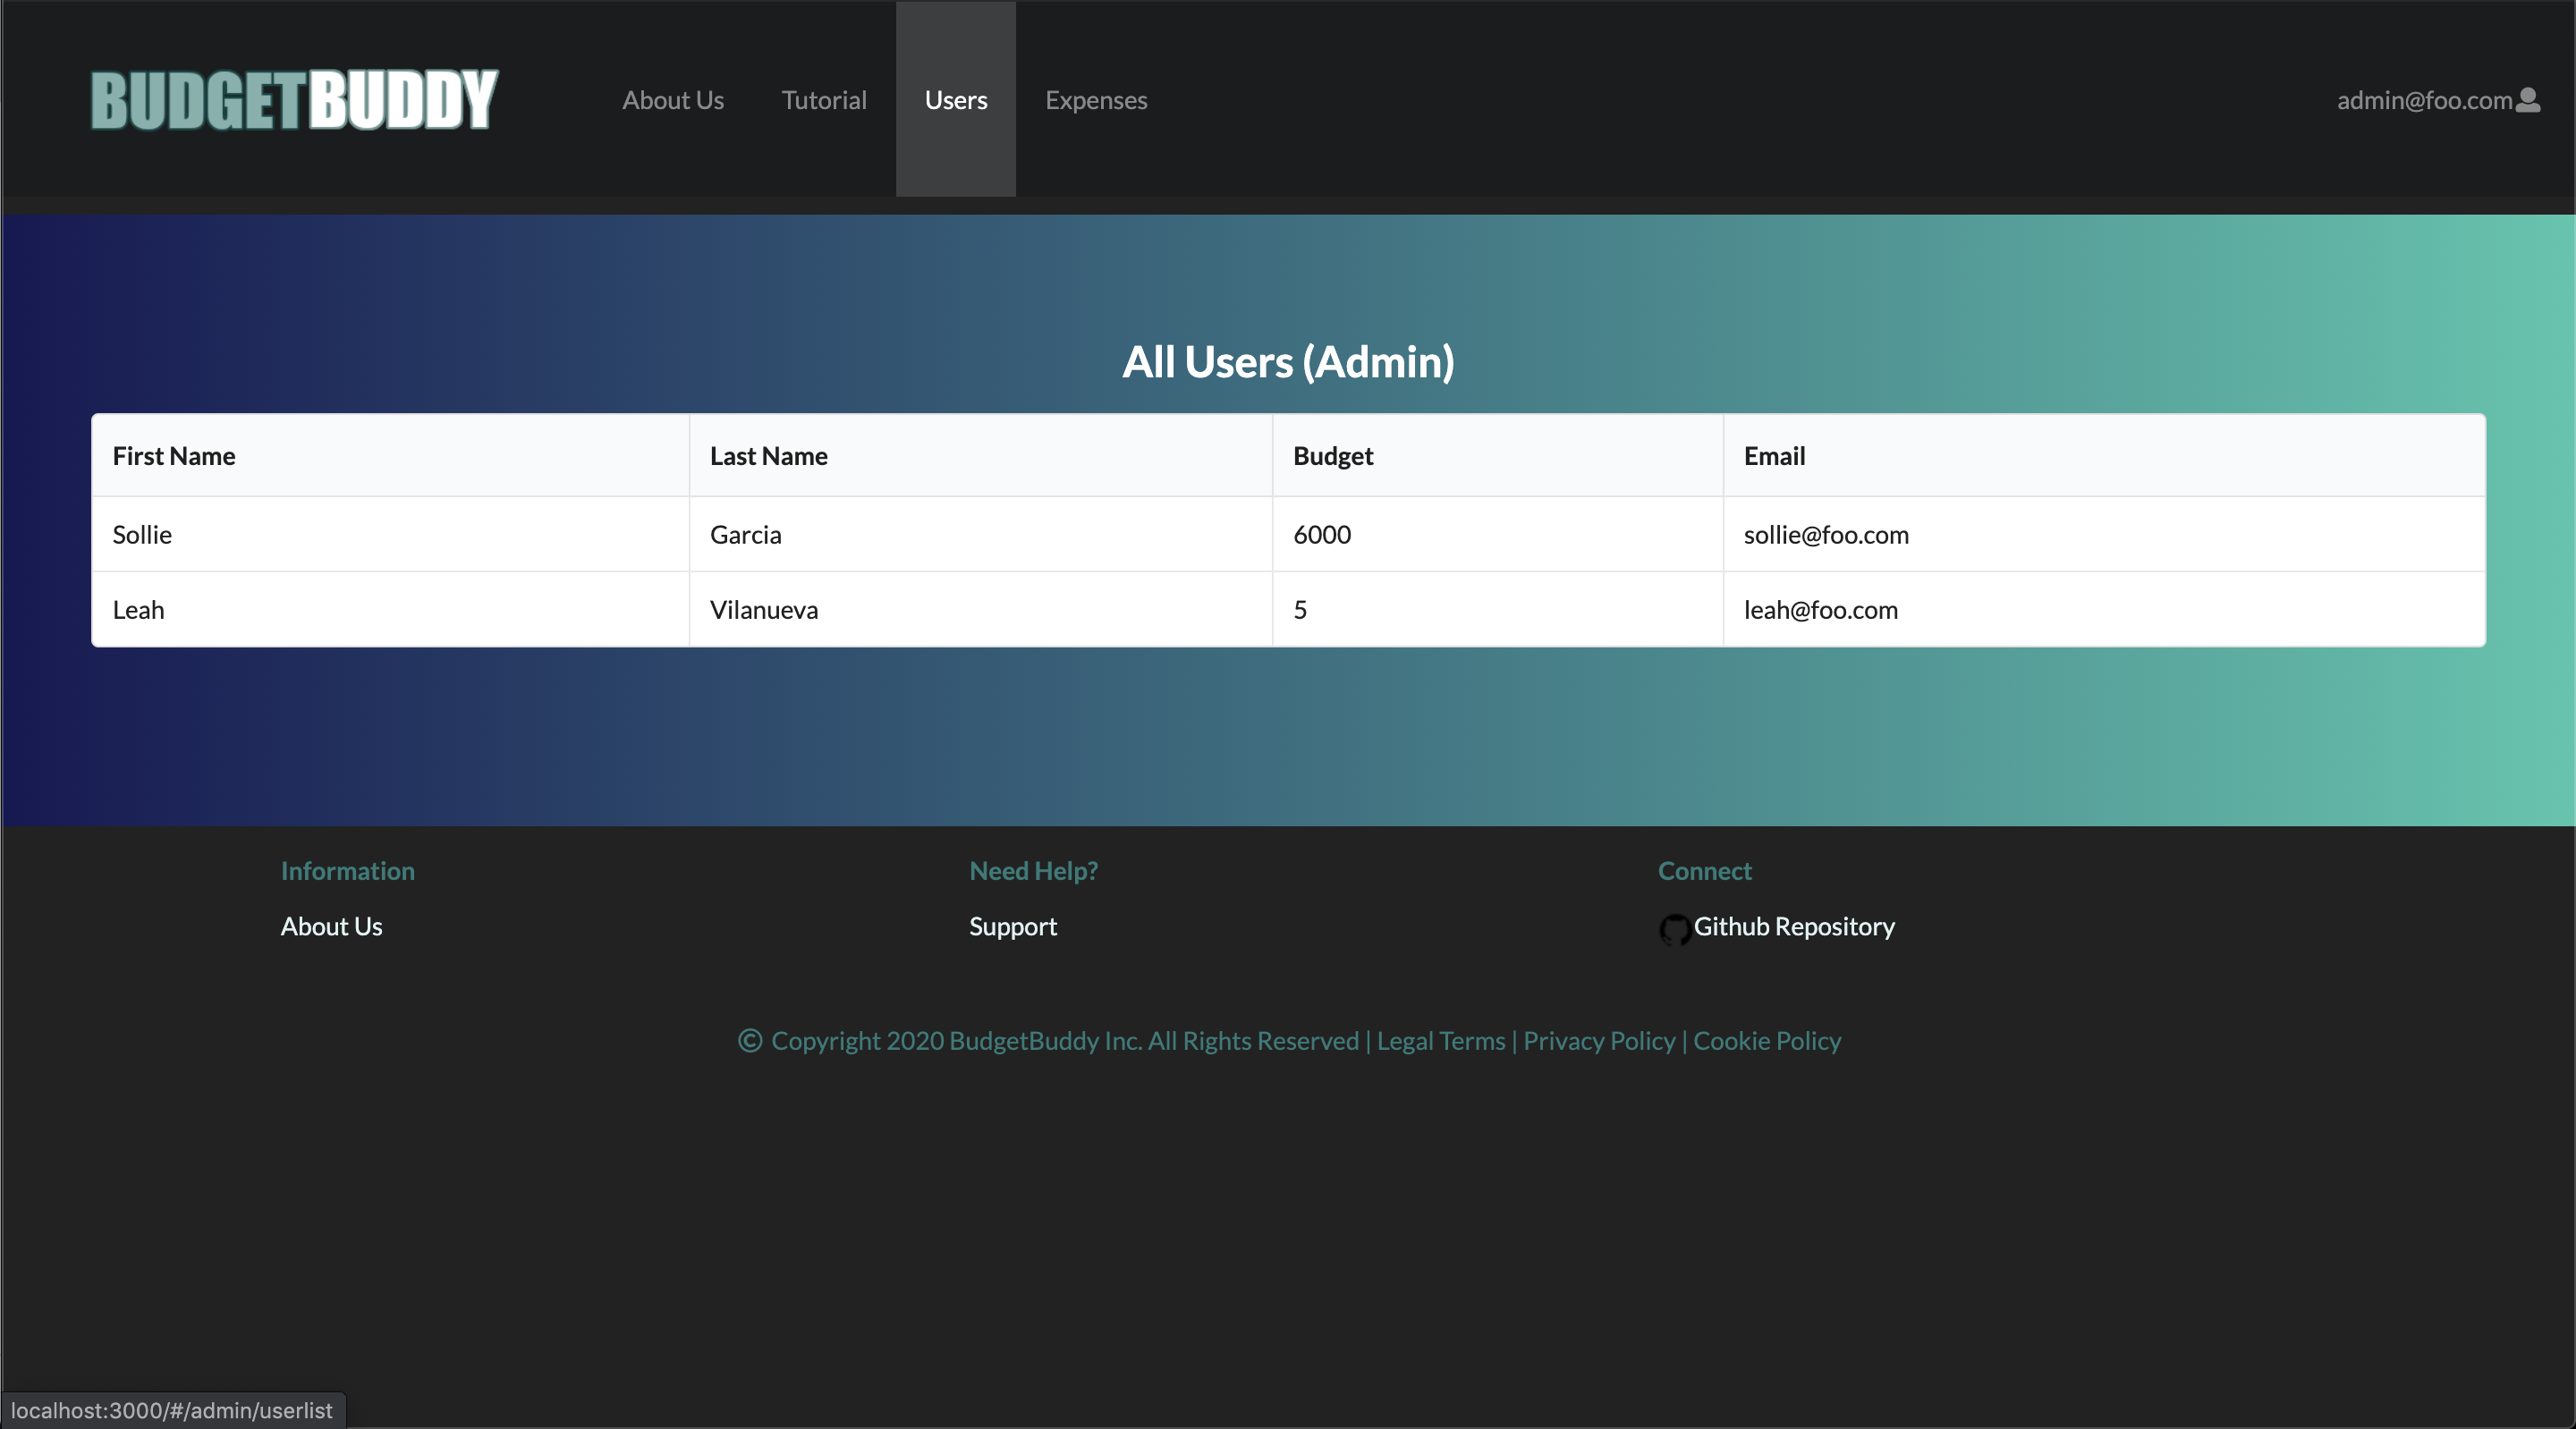 BUDGETBUDDY
About Us
Tutorial
Users
Expenses
admin@foo.com
All Users (Admin)
First Name Last Name Budget Email
Sollie Garcia 6000 sollie@foo.com
Leah Vilanueva 5 leah@foo.com
Information Need Help? Connect
About Us Support Github Repository
© Copyright 2020 BudgetBuddy Inc. All Rights Reserved | Legal Terms | Privacy Policy | Cookie Policy
localhost:3000/#/admin/userlist